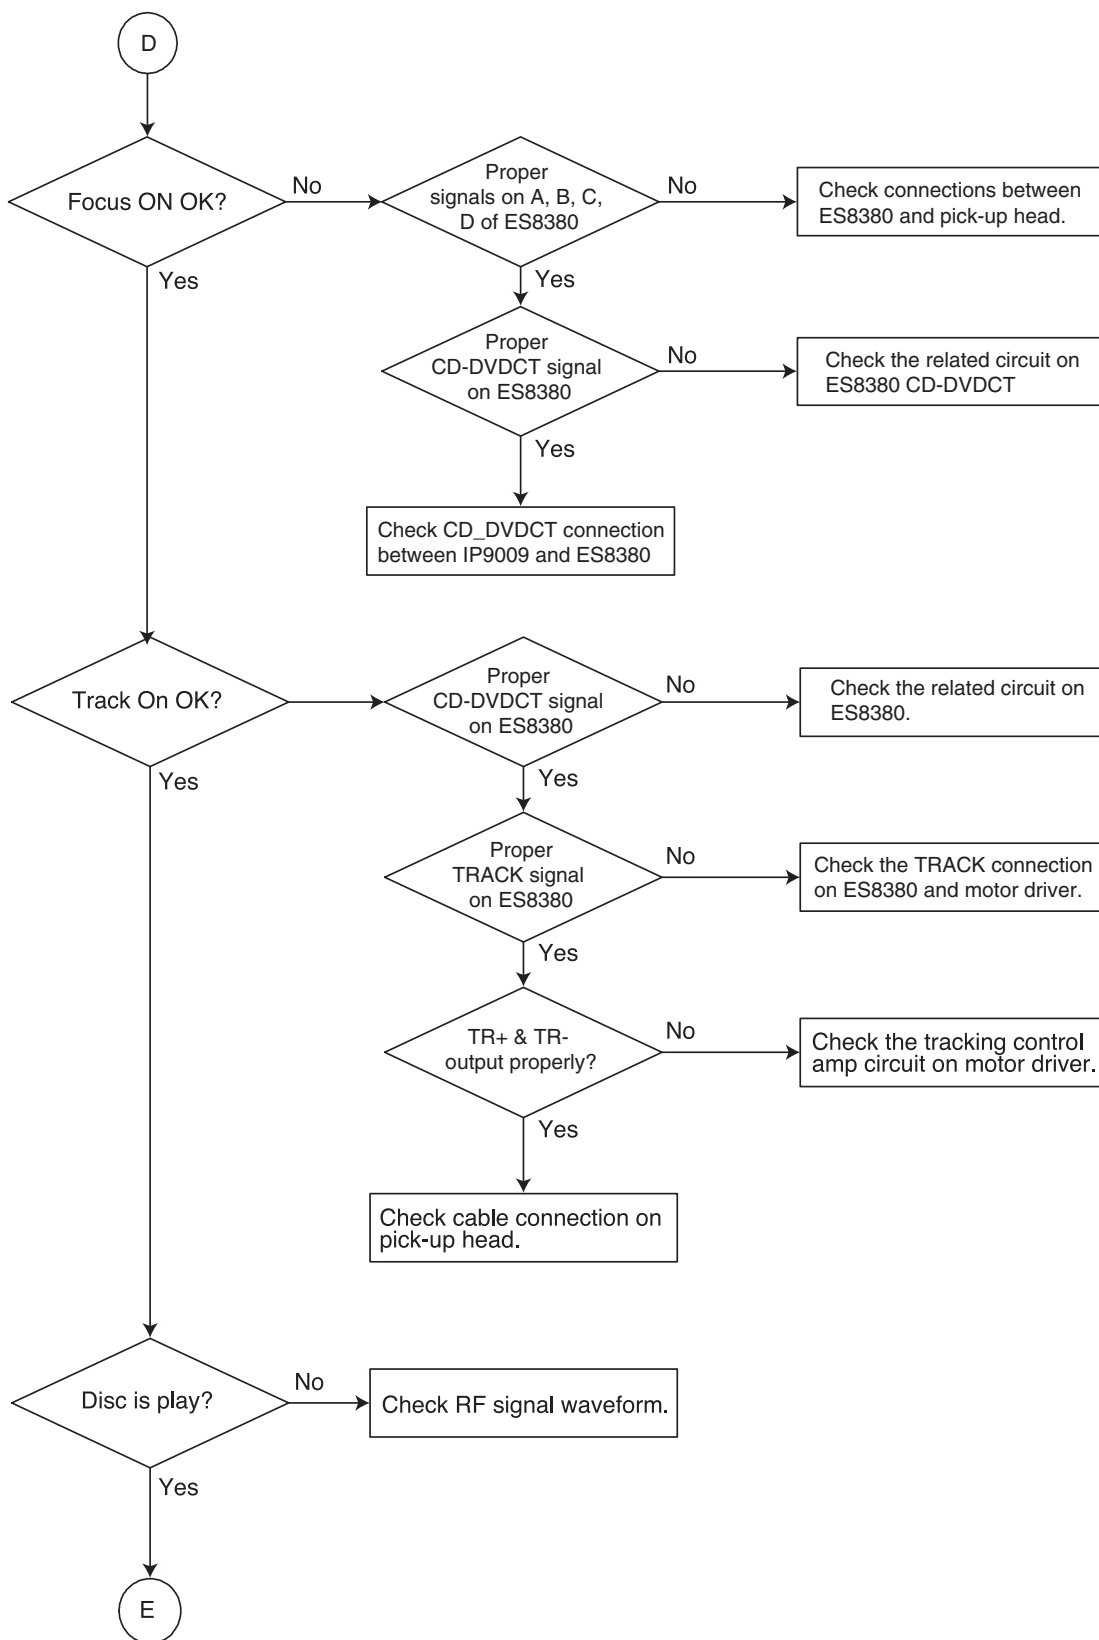 D
Focus ON OK?
No
Proper
signals on A, B, C,
D of ES8380
No
Check connections between
ES8380 and pick-up head.
Yes
Yes
Proper
CD-DVDCT signal
on ES8380
No
Check the related circuit on
ES8380 CD-DVDCT
Yes
Check CD_DVDCT connection
between IP9009 and ES8380
Track On OK?
Proper
CD-DVDCT signal
on ES8380
No
Check the related circuit on
ES8380.
Yes
Yes
Proper
TRACK signal
on ES8380
No
Check the TRACK connection
on ES8380 and motor driver.
Yes
TR+ & TR-
output properly?
No
Check the tracking control
amp circuit on motor driver.
Yes
Check cable connection on
pick-up head.
Disc is play?
No
Check RF signal waveform.
Yes
E